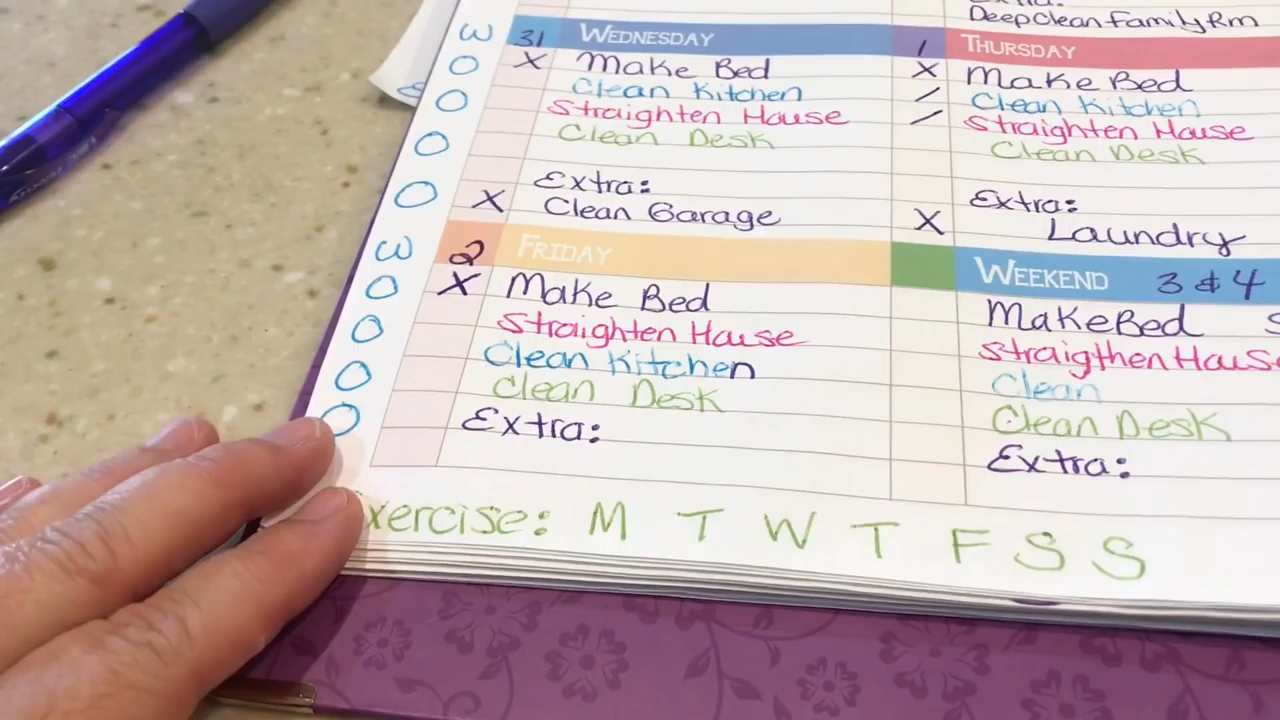 Deep Clean Family Rm
W 31 WEDNESDAY
O X Make Bed
O Clean Kitchen
Straighten House
O Clean Desk
Extra:
O X Clean Garage
1 THURSDAY
X Make Bed
/ Clean Kitchen
/ Straighten House
Clean Desk
Extra:
X Laundry
W 2 FRIDAY
O X Make Bed
O Straighten House
O Clean Kitchen
O Clean Desk
Extra:
WEEKEND 3 & 4
Make Bed S
Straigthen House
Clean
Clean Desk
Extra:
xercise: M T W T F S S